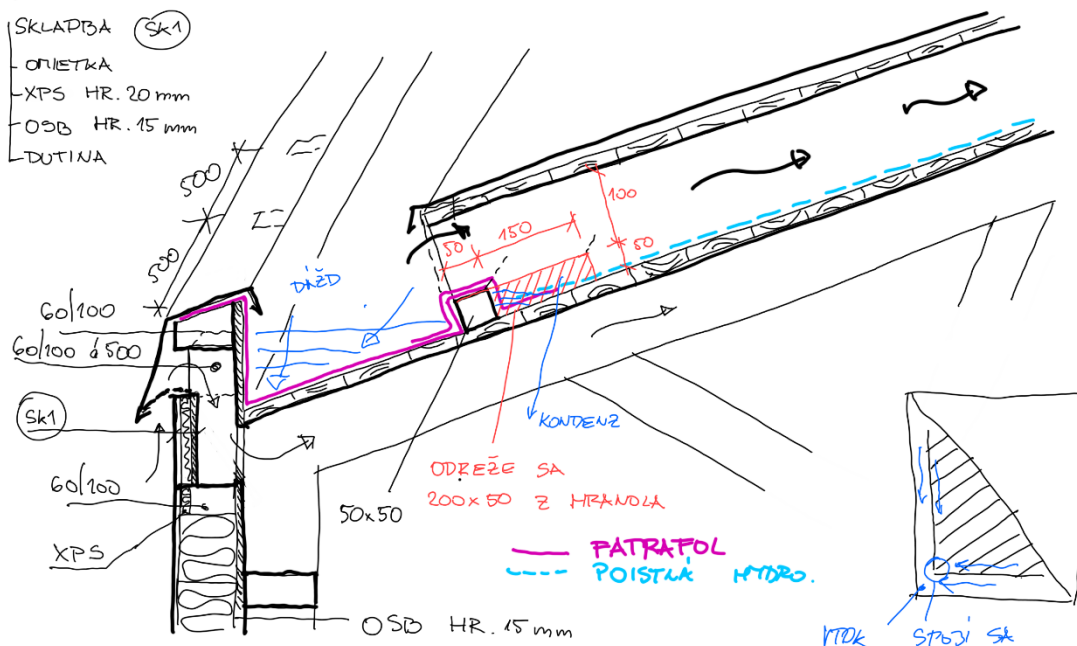 SKLADBA SK1
- OMIETKA
- XPS HR. 20 mm
- OSB HR. 15 mm
- DUTINA
500
500
60/100
60/100 á 500
SK1
60/100
XPS
DÁŽD
50
150
100
50
KONDENZ
ODREŽE SA
200x50 Z HRANOLA
50x50
PATRAFOL
POISTNÁ HYDRO.
OSB HR. 15 mm
VTOK SPOJÍ SA